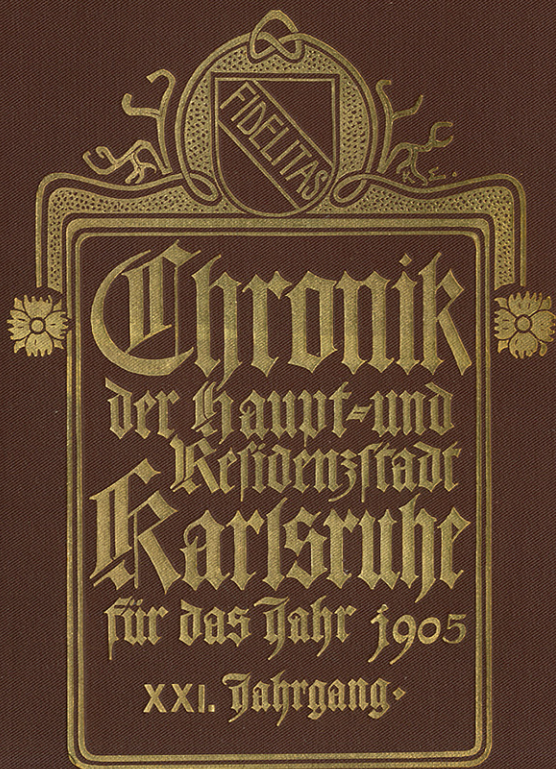 FIDELITAS
K E.
Chronik
der Haupt-und
Reſidenzſtadt
Karlsruhe
für das Jahr 1905
XXI. Jahrgang.